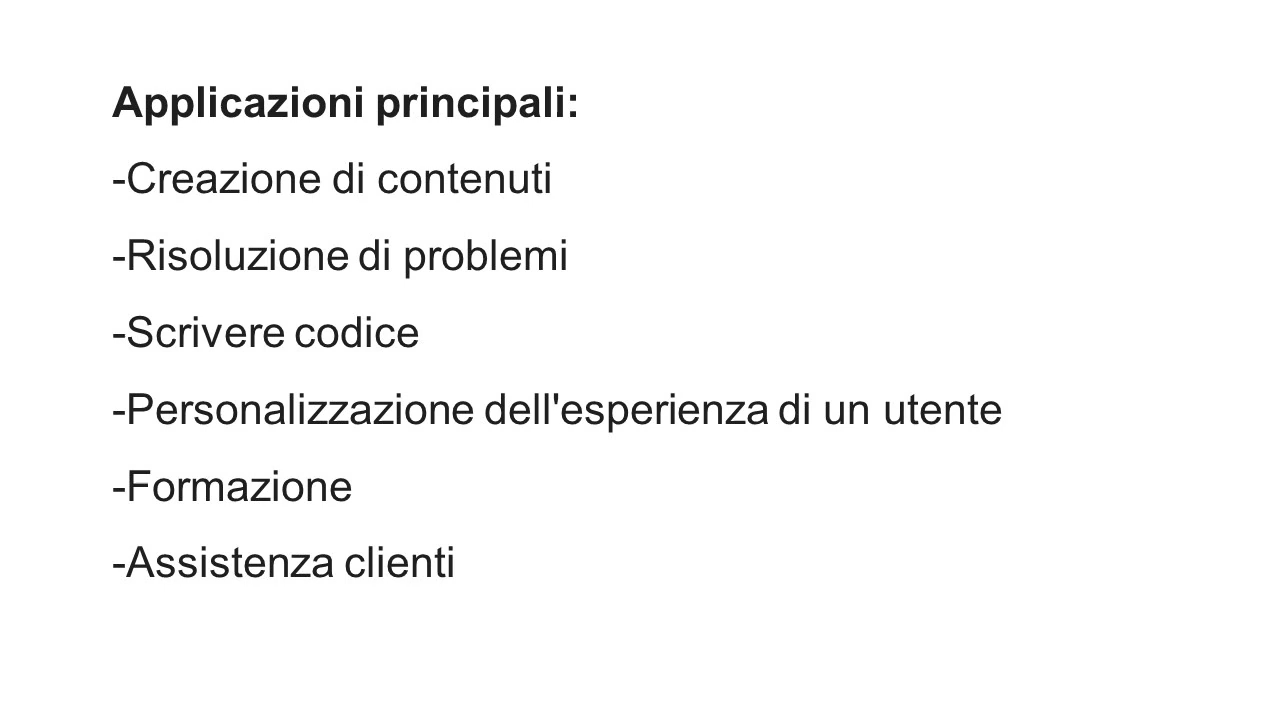 Applicazioni principali:
-Creazione di contenuti
-Risoluzione di problemi
-Scrivere codice
-Personalizzazione dell'esperienza di un utente
-Formazione
-Assistenza clienti